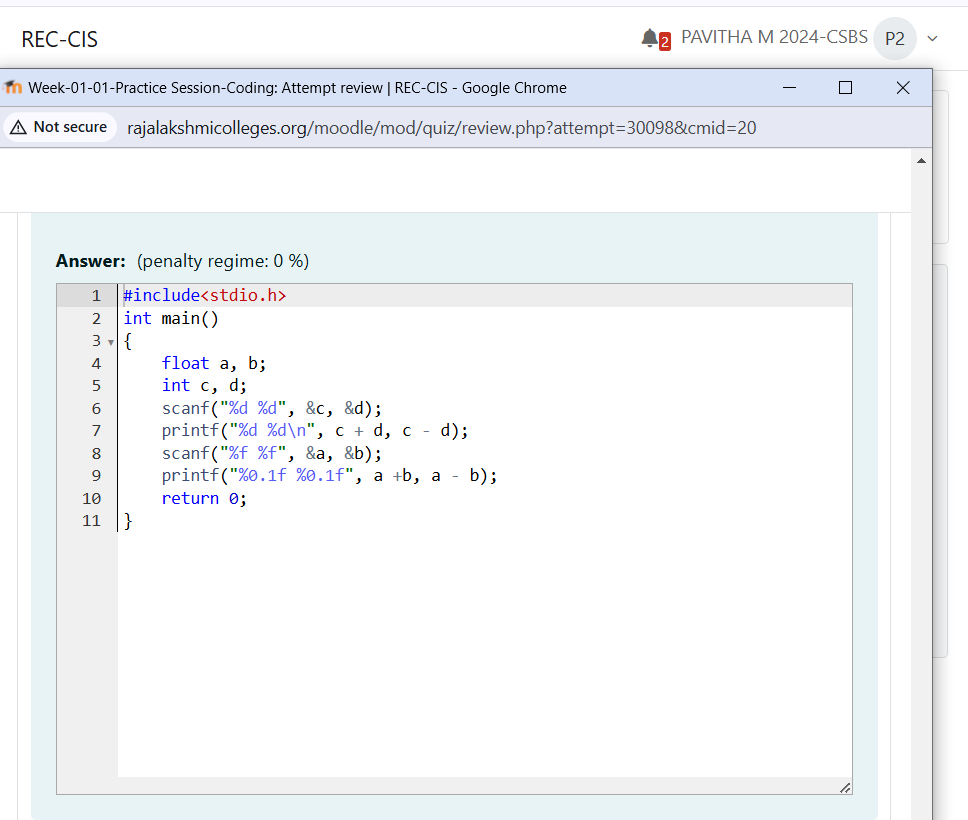 REC-CIS
2 PAVITHA M 2024-CSBS P2
Week-01-01-Practice Session-Coding: Attempt review | REC-CIS - Google Chrome
Not secure rajalakshmicolleges.org/moodle/mod/quiz/review.php?attempt=30098&cmid=20
Answer: (penalty regime: 0 %)
1 #include<stdio.h>
2 int main()
3 {
4     float a, b;
5     int c, d;
6     scanf("%d %d", &c, &d);
7     printf("%d %d\n", c + d, c - d);
8     scanf("%f %f", &a, &b);
9     printf("%0.1f %0.1f", a +b, a - b);
10     return 0;
11 }